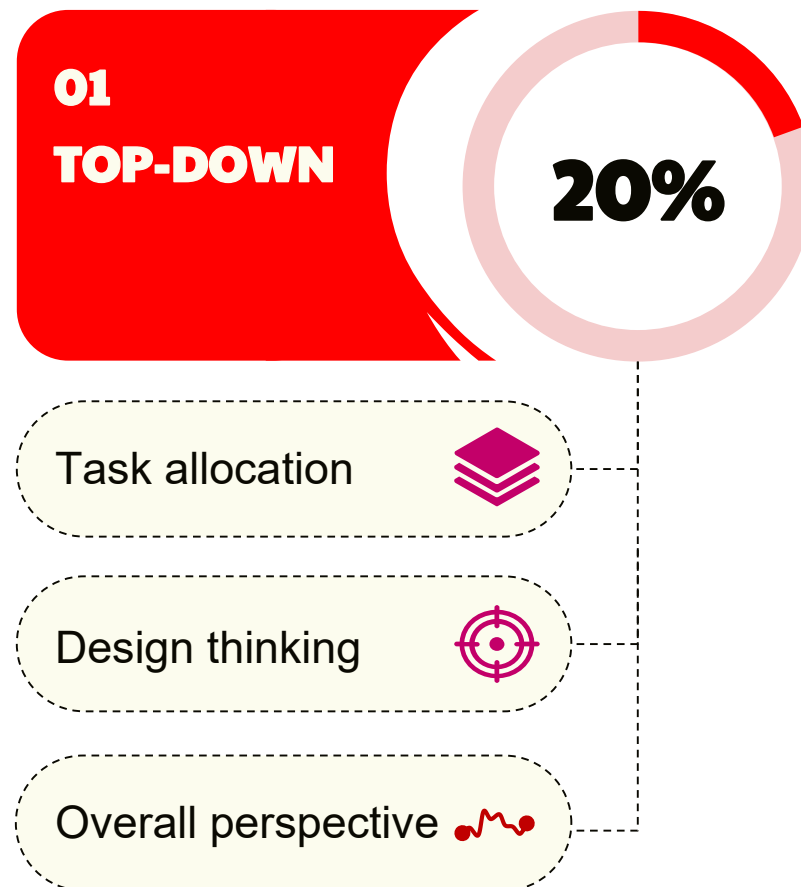 01
TOP-DOWN
20%
Task allocation
Design thinking
Overall perspective